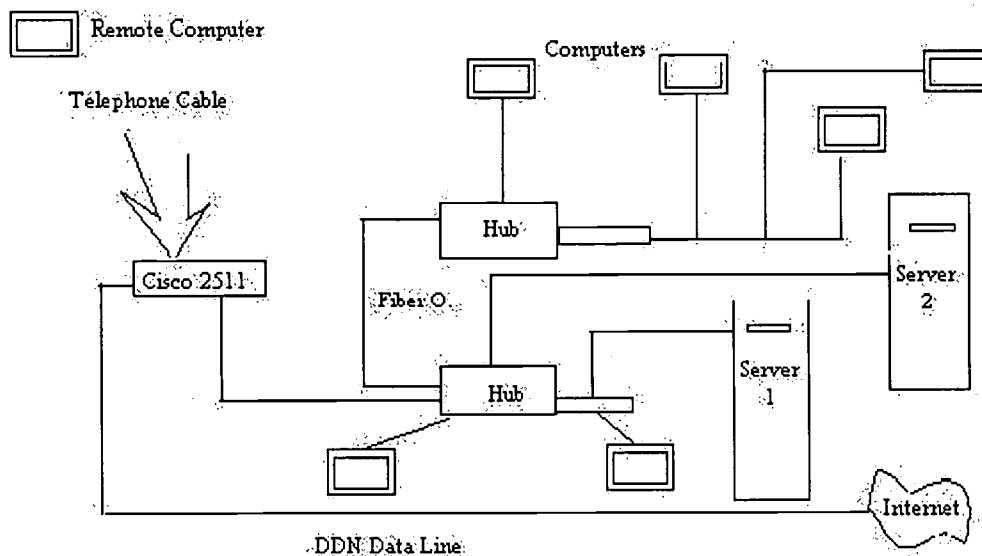 Remote Computer
Computers
Telephone Cable
Hub
Cisco 2511
Server
2
Fiber O.
Server
1
Hub
Internet
DDN Data Line